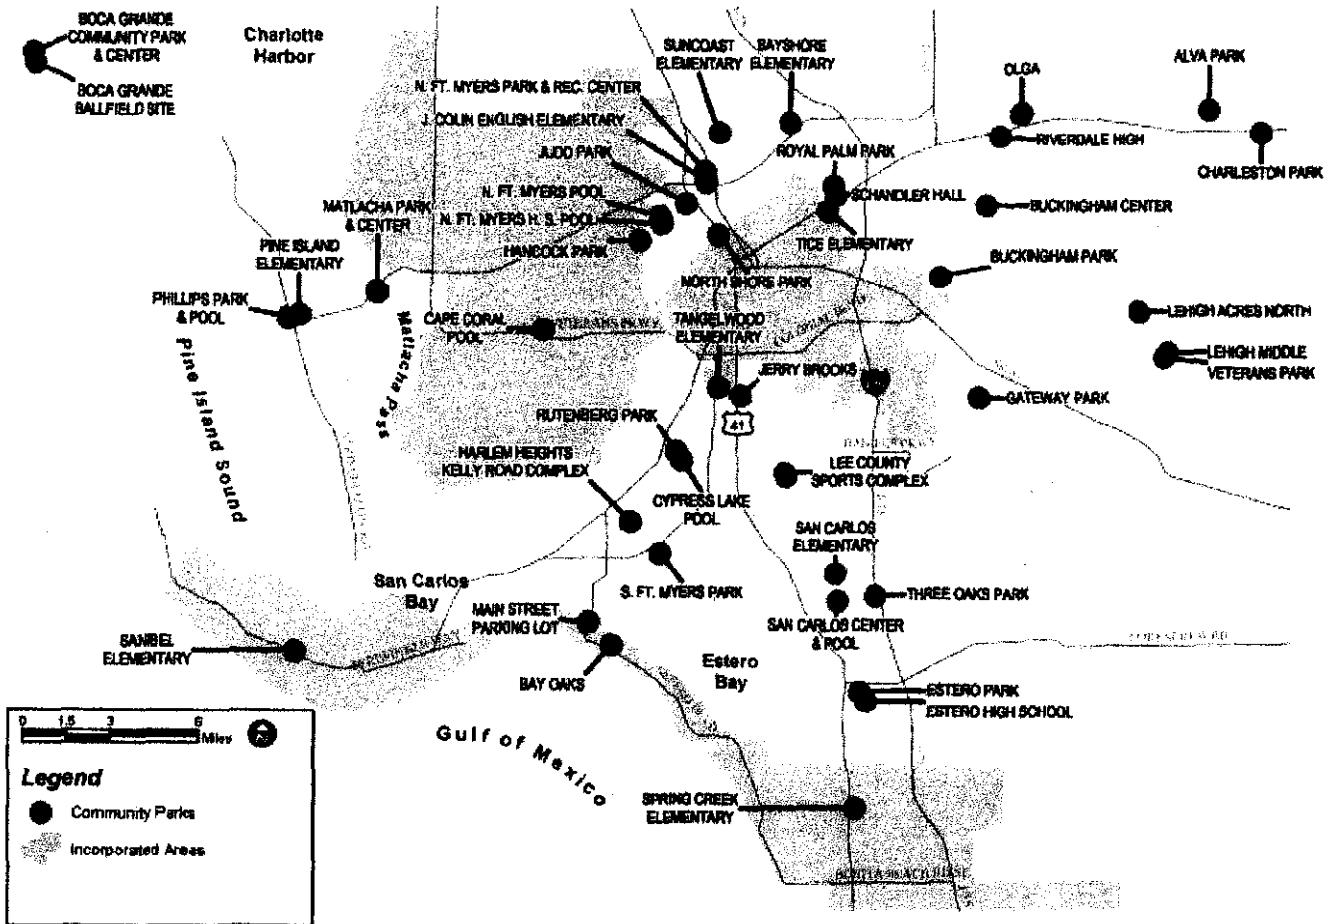 BOCA GRANDE
COMMUNITY PARK
& CENTER
BOCA GRANDE
BALLFIELD SITE
Charlotte
Harbor
SUNCOAST
ELEMENTARY
BAYSHORE
ELEMENTARY
N. FT. MYERS PARK & REC. CENTER
J. COLIN ENGLISH ELEMENTARY
JUDD PARK
N. FT. MYERS POOL
N. FT. MYERS H. S. POOL
HANCOCK PARK
OLGA
ALVA PARK
RIVERDALE HIGH
CHARLESTON PARK
ROYAL PALM PARK
SCHANDLER HALL
TICE ELEMENTARY
BUCKINGHAM CENTER
BUCKINGHAM PARK
MATLACHA PARK
& CENTER
PINE ISLAND
ELEMENTARY
PHILLIPS PARK
& POOL
NORTH SHORE PARK
CAPE CORAL
POOL
TANGELWOOD
ELEMENTARY
LEHIGH ACRES NORTH
LEHIGH MIDDLE
VETERANS PARK
Matlacha Pass
Pine Island Sound
JERRY BROOKS
GATEWAY PARK
41
RUTENBERG PARK
HARLEM HEIGHTS
KELLY ROAD COMPLEX
CYPRESS LAKE
POOL
LEE COUNTY
SPORTS COMPLEX
SAN CARLOS
ELEMENTARY
San Carlos
Bay
S. FT. MYERS PARK
THREE OAKS PARK
MAIN STREET
PARKING LOT
SAN CARLOS CENTER
& POOL
SANIBEL
ELEMENTARY
BAY OAKS
Estero
Bay
ESTERO PARK
ESTERO HIGH SCHOOL
Gulf of Mexico
SPRING CREEK
ELEMENTARY
0 1.5 3 6
Miles
Legend
Community Parks
Incorporated Areas